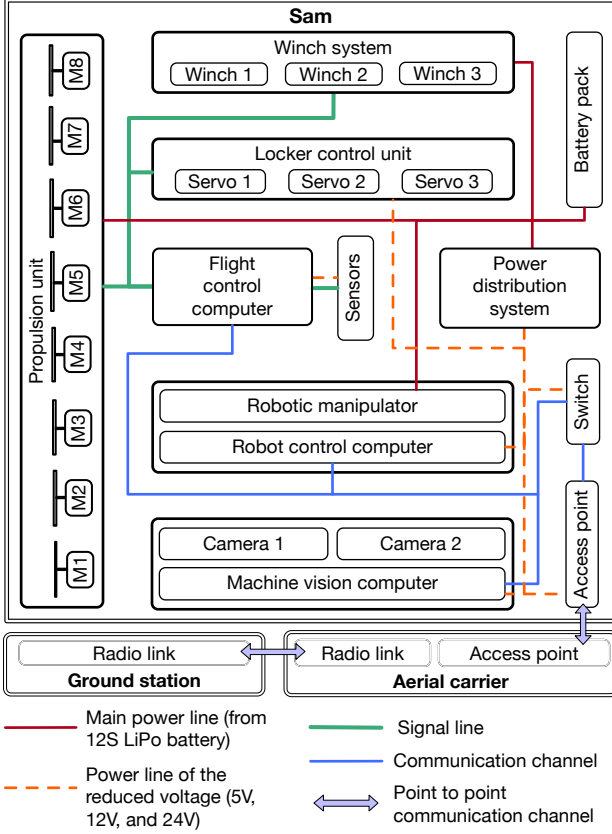 Sam
Propulsion unit
M8
M7
M6
M5
M4
M3
M2
M1
Winch system
Winch 1
Winch 2
Winch 3
Battery pack
Locker control unit
Servo 1
Servo 2
Servo 3
Flight
control
computer
Sensors
Power
distribution
system
Robotic manipulator
Robot control computer
Switch
Camera 1
Camera 2
Machine vision computer
Access point
Radio link
Ground station
Radio link
Access point
Aerial carrier
Main power line (from
12S LiPo battery)
Power line of the
reduced voltage (5V,
12V, and 24V)
Signal line
Communication channel
Point to point
communication channel